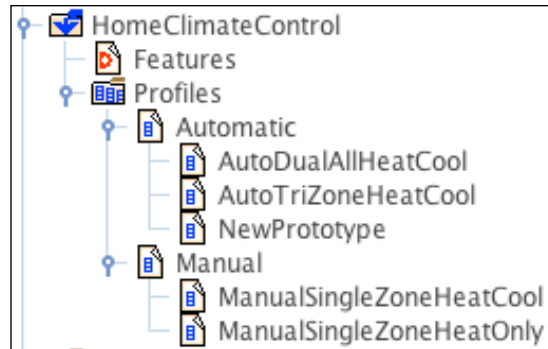 HomeClimateControl
Features
Profiles
Automatic
AutoDualAllHeatCool
AutoTriZoneHeatCool
NewPrototype
Manual
ManualSingleZoneHeatCool
ManualSingleZoneHeatOnly